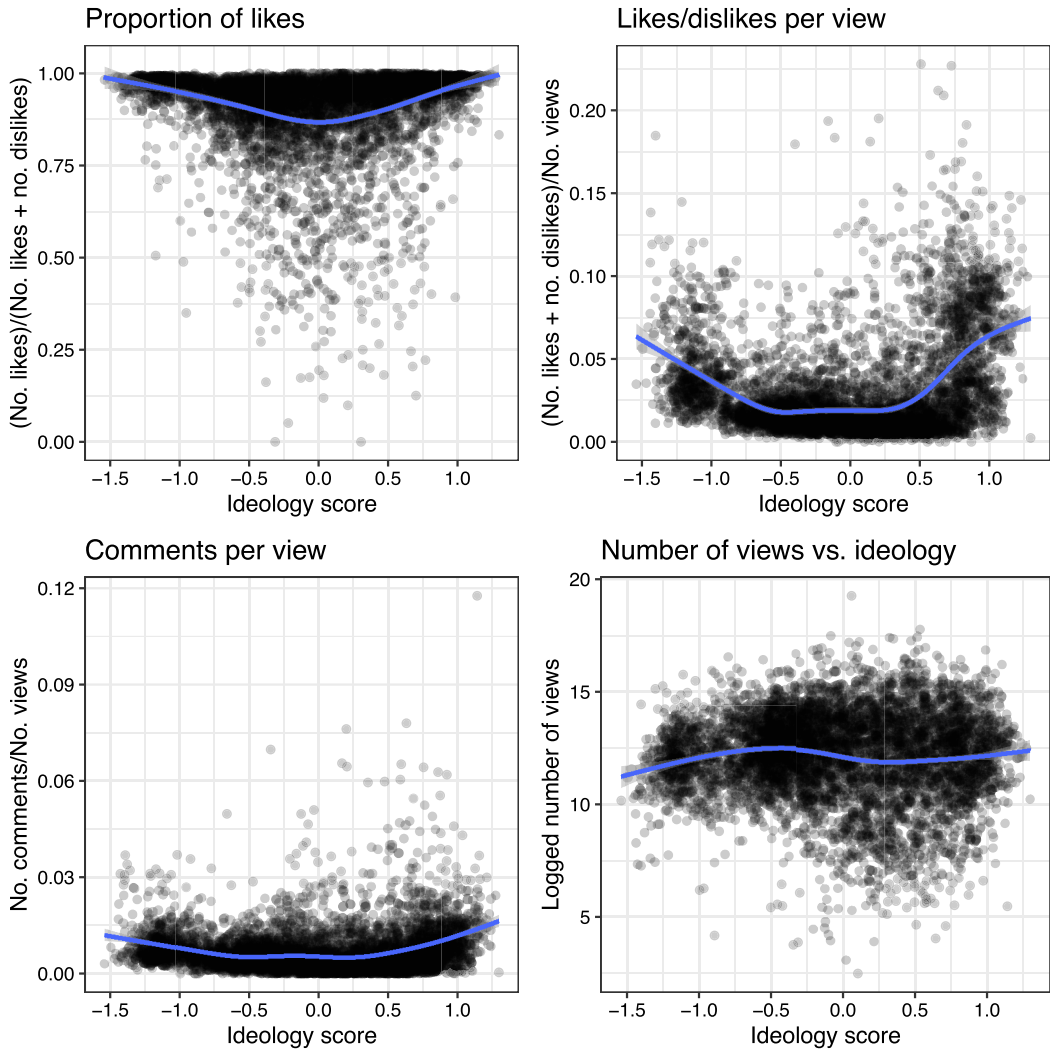 Proportion of likes
(No. likes)/(No. likes + no. dislikes)
1.00
0.75
0.50
0.25
0.00
−1.5 −1.0 −0.5 0.0 0.5 1.0
Ideology score
Likes/dislikes per view
(No. likes + no. dislikes)/No. views
0.20
0.15
0.10
0.05
0.00
−1.5 −1.0 −0.5 0.0 0.5 1.0
Ideology score
Comments per view
No. comments/No. views
0.12
0.09
0.06
0.03
0.00
−1.5 −1.0 −0.5 0.0 0.5 1.0
Ideology score
Number of views vs. ideology
Logged number of views
20
15
10
5
−1.5 −1.0 −0.5 0.0 0.5 1.0
Ideology score